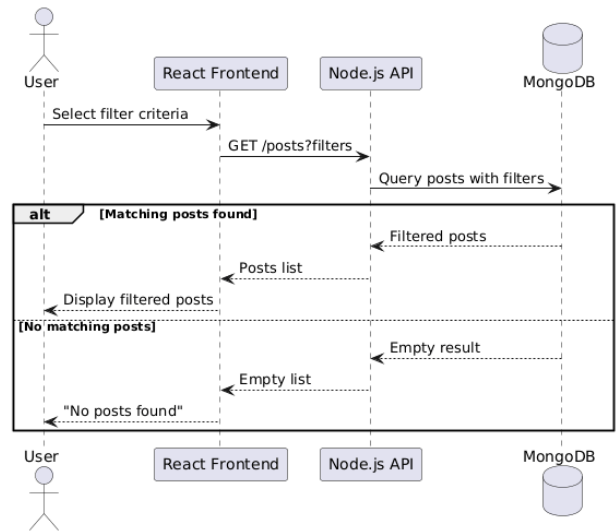 User
React Frontend
Node.js API
MongoDB
Select filter criteria
GET /posts?filters
Query posts with filters
alt
[Matching posts found]
Filtered posts
Posts list
Display filtered posts
[No matching posts]
Empty result
Empty list
"No posts found"
User
React Frontend
Node.js API
MongoDB